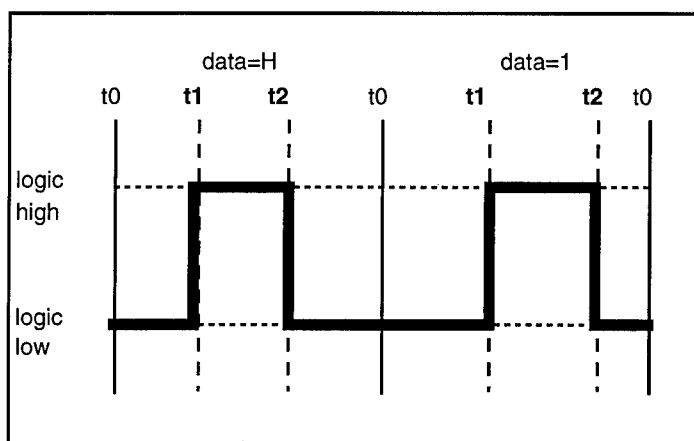 data=H data=1
t0 t1 t2 t0 t1 t2 t0
logic
high
logic
low